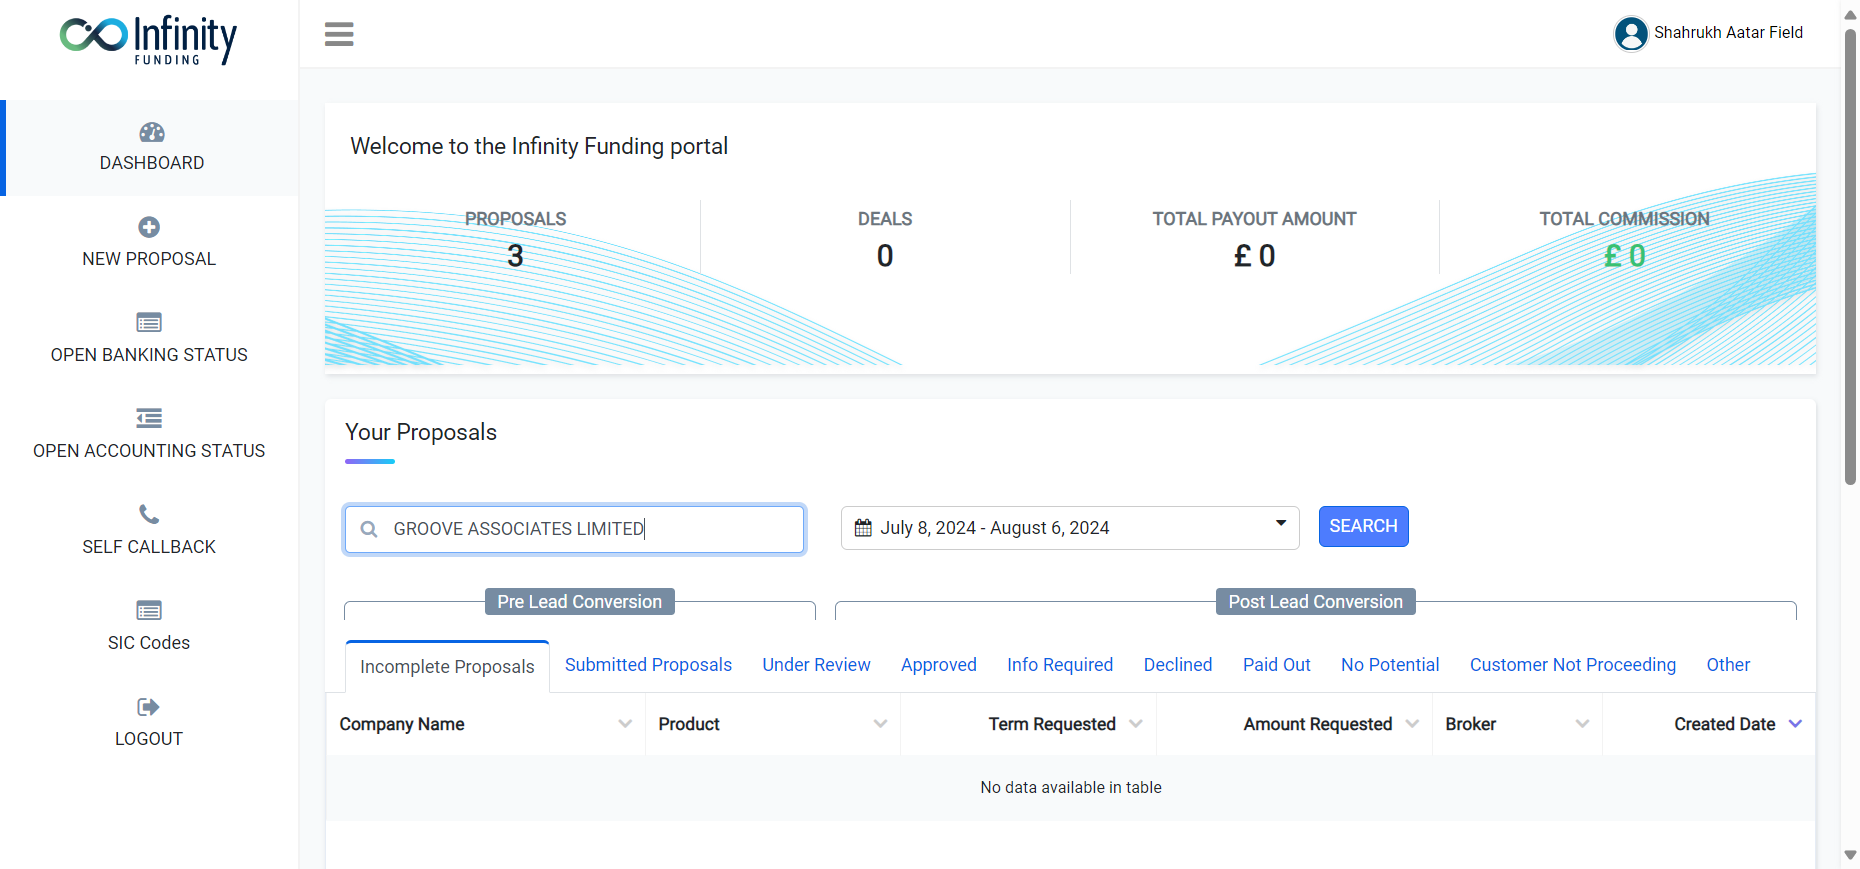 Infinity
FUNDING
Shahrukh Aatar Field
DASHBOARD
NEW PROPOSAL
OPEN BANKING STATUS
OPEN ACCOUNTING STATUS
SELF CALLBACK
SIC Codes
LOGOUT
Welcome to the Infinity Funding portal
PROPOSALS DEALS TOTAL PAYOUT AMOUNT TOTAL COMMISSION
3 0 £ 0 £ 0
Your Proposals
GROOVE ASSOCIATES LIMITED July 8, 2024 - August 6, 2024 SEARCH
Pre Lead Conversion Post Lead Conversion
Incomplete Proposals Submitted Proposals Under Review Approved Info Required Declined Paid Out No Potential Customer Not Proceeding Other
Company Name Product Term Requested Amount Requested Broker Created Date
No data available in table